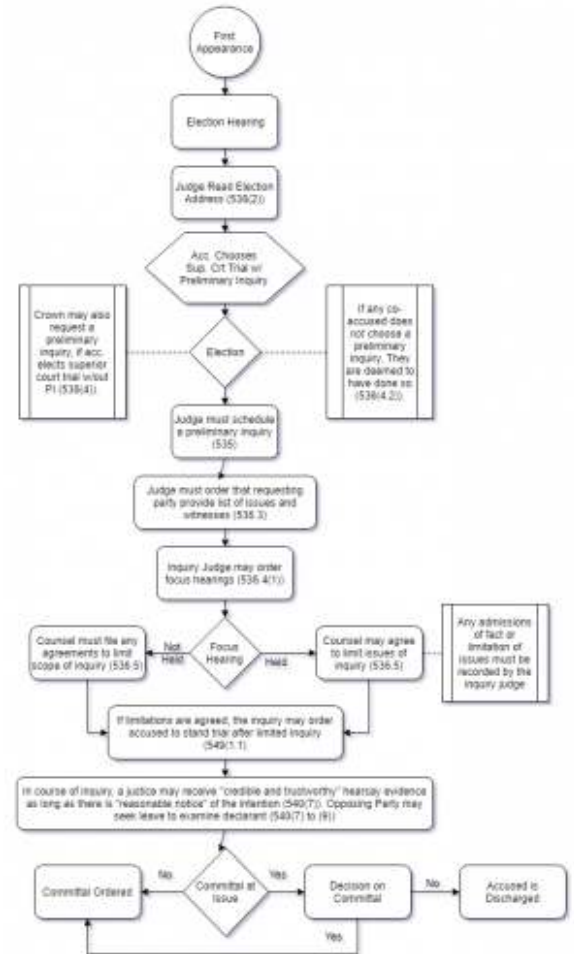 First
Appearance
Election Hearing
Judge Read Election
Address (536(2))
Acc. Chooses
Sup. Crt Trial w/
Preliminary Inquiry
Crown may also
request a
preliminary
inquiry, if acc.
elects superior
court trial w/out
PI (536(4))
Election
If any co-
accused does
not choose a
preliminary
inquiry. They
are deemed to
have done so
(536(4.2))
Judge must schedule
a preliminary inquiry
(535)
Judge must order that requesting
party provide list of issues and
witnesses (536.3)
Inquiry Judge may order
focus hearings (536.4(1))
Counsel must file any
agreements to limit
scope of inquiry (536.5)
Not
Held
Focus
Hearing
Held
Counsel may agree
to limit issues of
inquiry (536.5)
Any admissions
of fact or
limitation of
issues must be
recorded by the
inquiry judge
If limitations are agreed, the inquiry may order
accused to stand trial after limited inquiry
(549(1.1)
In course of inquiry, a justice may receive "credible and trustworthy" hearsay evidence
as long as there is "reasonable notice" of the intention (540(7)). Opposing Party may
seek leave to examine declarant (540(7) to (9))
Committal Ordered
No
Committal at
Issue
Yes
Decision on
Committal
No
Accused is
Discharged
Yes